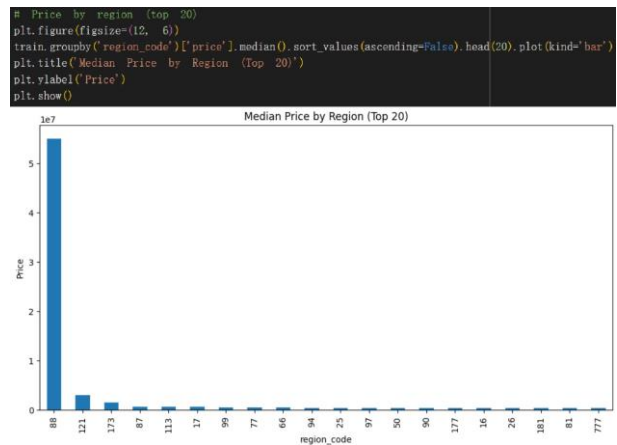 # Price by region (top 20)
plt.figure(figsize=(12, 6))
train.groupby('region_code')['price'].median().sort_values(ascending=False).head(20).plot(kind='bar')
plt.title('Median Price by Region (Top 20)')
plt.ylabel('Price')
plt.show()
Median Price by Region (Top 20)
1e7
5
4
3
2
1
0
Price
88 121 173 87 113 17 99 77 66 94 25 97 50 90 177 16 26 181 81 777
region_code